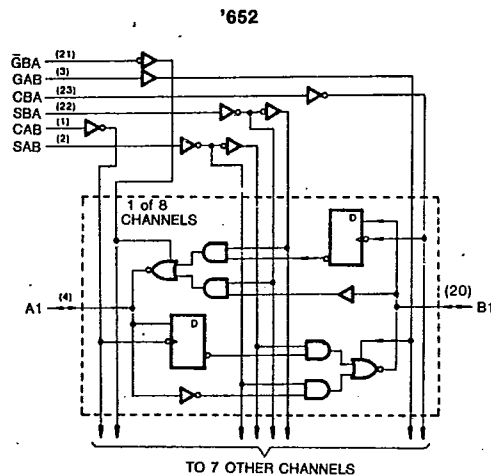 '652
G̅BA (21)
GAB (3)
CBA (23)
SBA (22)
CAB (1)
SAB (2)
1 of 8
CHANNELS
D
A1 (4)
(20) B1
D
TO 7 OTHER CHANNELS